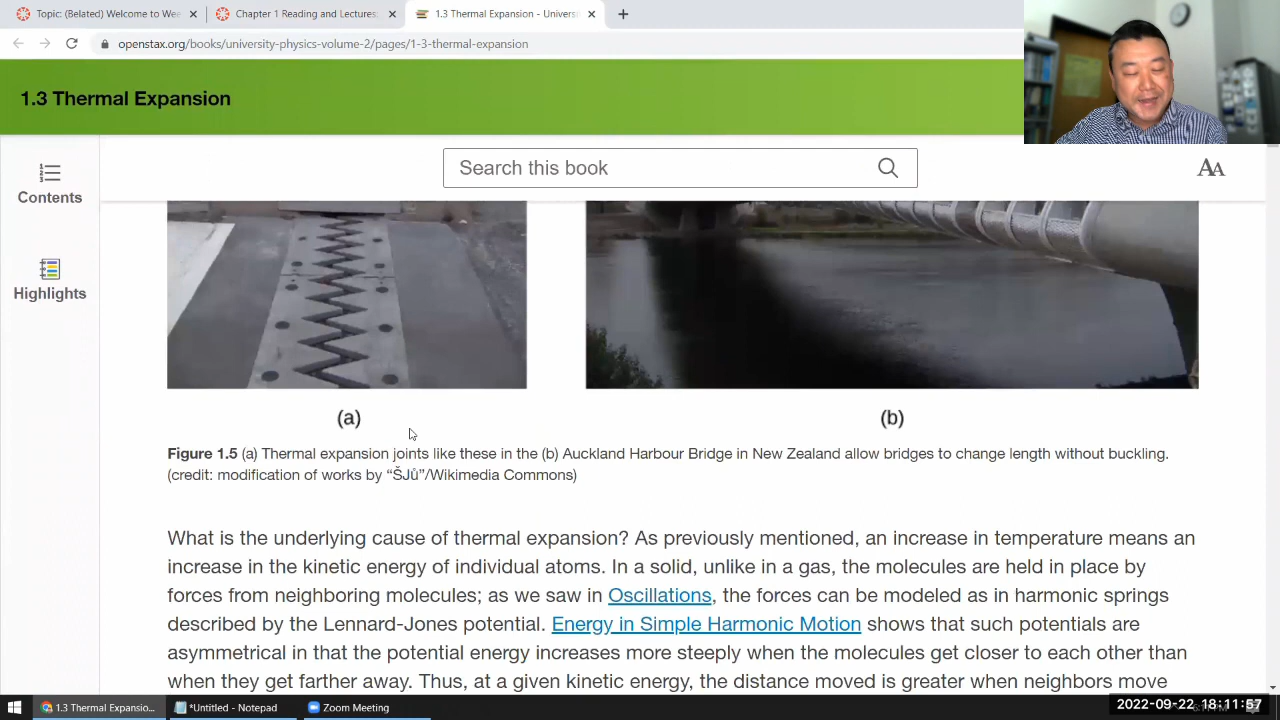 Topic: (Belated) Welcome to Wee
Chapter 1 Reading and Lectures:
1.3 Thermal Expansion - Universi
openstax.org/books/university-physics-volume-2/pages/1-3-thermal-expansion
1.3 Thermal Expansion
Search this book
AA
Contents
Highlights
(a)
(b)
Figure 1.5 (a) Thermal expansion joints like these in the (b) Auckland Harbour Bridge in New Zealand allow bridges to change length without buckling.
(credit: modification of works by “ŠJů”/Wikimedia Commons)
What is the underlying cause of thermal expansion? As previously mentioned, an increase in temperature means an
increase in the kinetic energy of individual atoms. In a solid, unlike in a gas, the molecules are held in place by
forces from neighboring molecules; as we saw in Oscillations, the forces can be modeled as in harmonic springs
described by the Lennard-Jones potential. Energy in Simple Harmonic Motion shows that such potentials are
asymmetrical in that the potential energy increases more steeply when the molecules get closer to each other than
when they get farther away. Thus, at a given kinetic energy, the distance moved is greater when neighbors move
1.3 Thermal Expansio...
*Untitled - Notepad
Zoom Meeting
2022-09-22 18:11:57